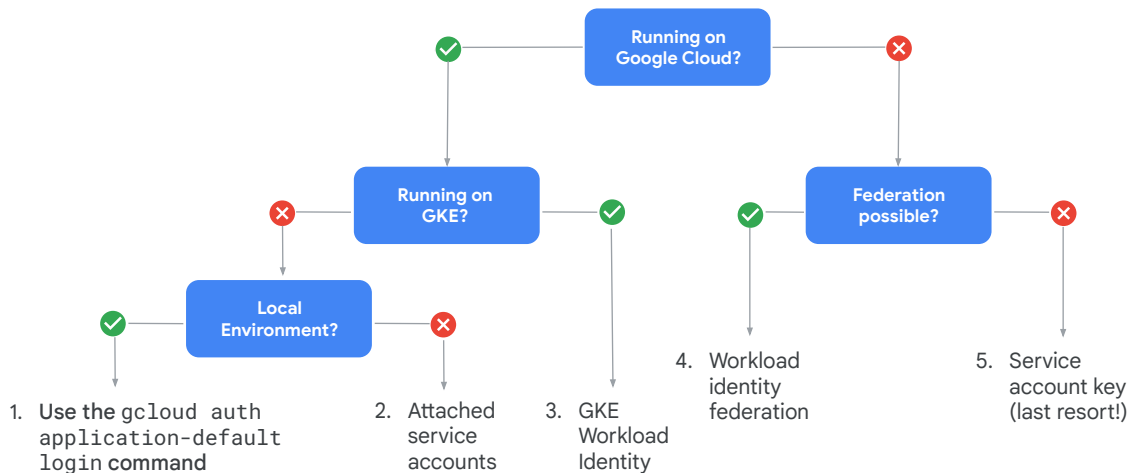 Running on
Google Cloud?
Running on
GKE?
Federation
possible?
Local
Environment?
1. Use the gcloud auth
application-default
login command
2. Attached
service
accounts
3. GKE
Workload
Identity
4. Workload
identity
federation
5. Service
account key
(last resort!)